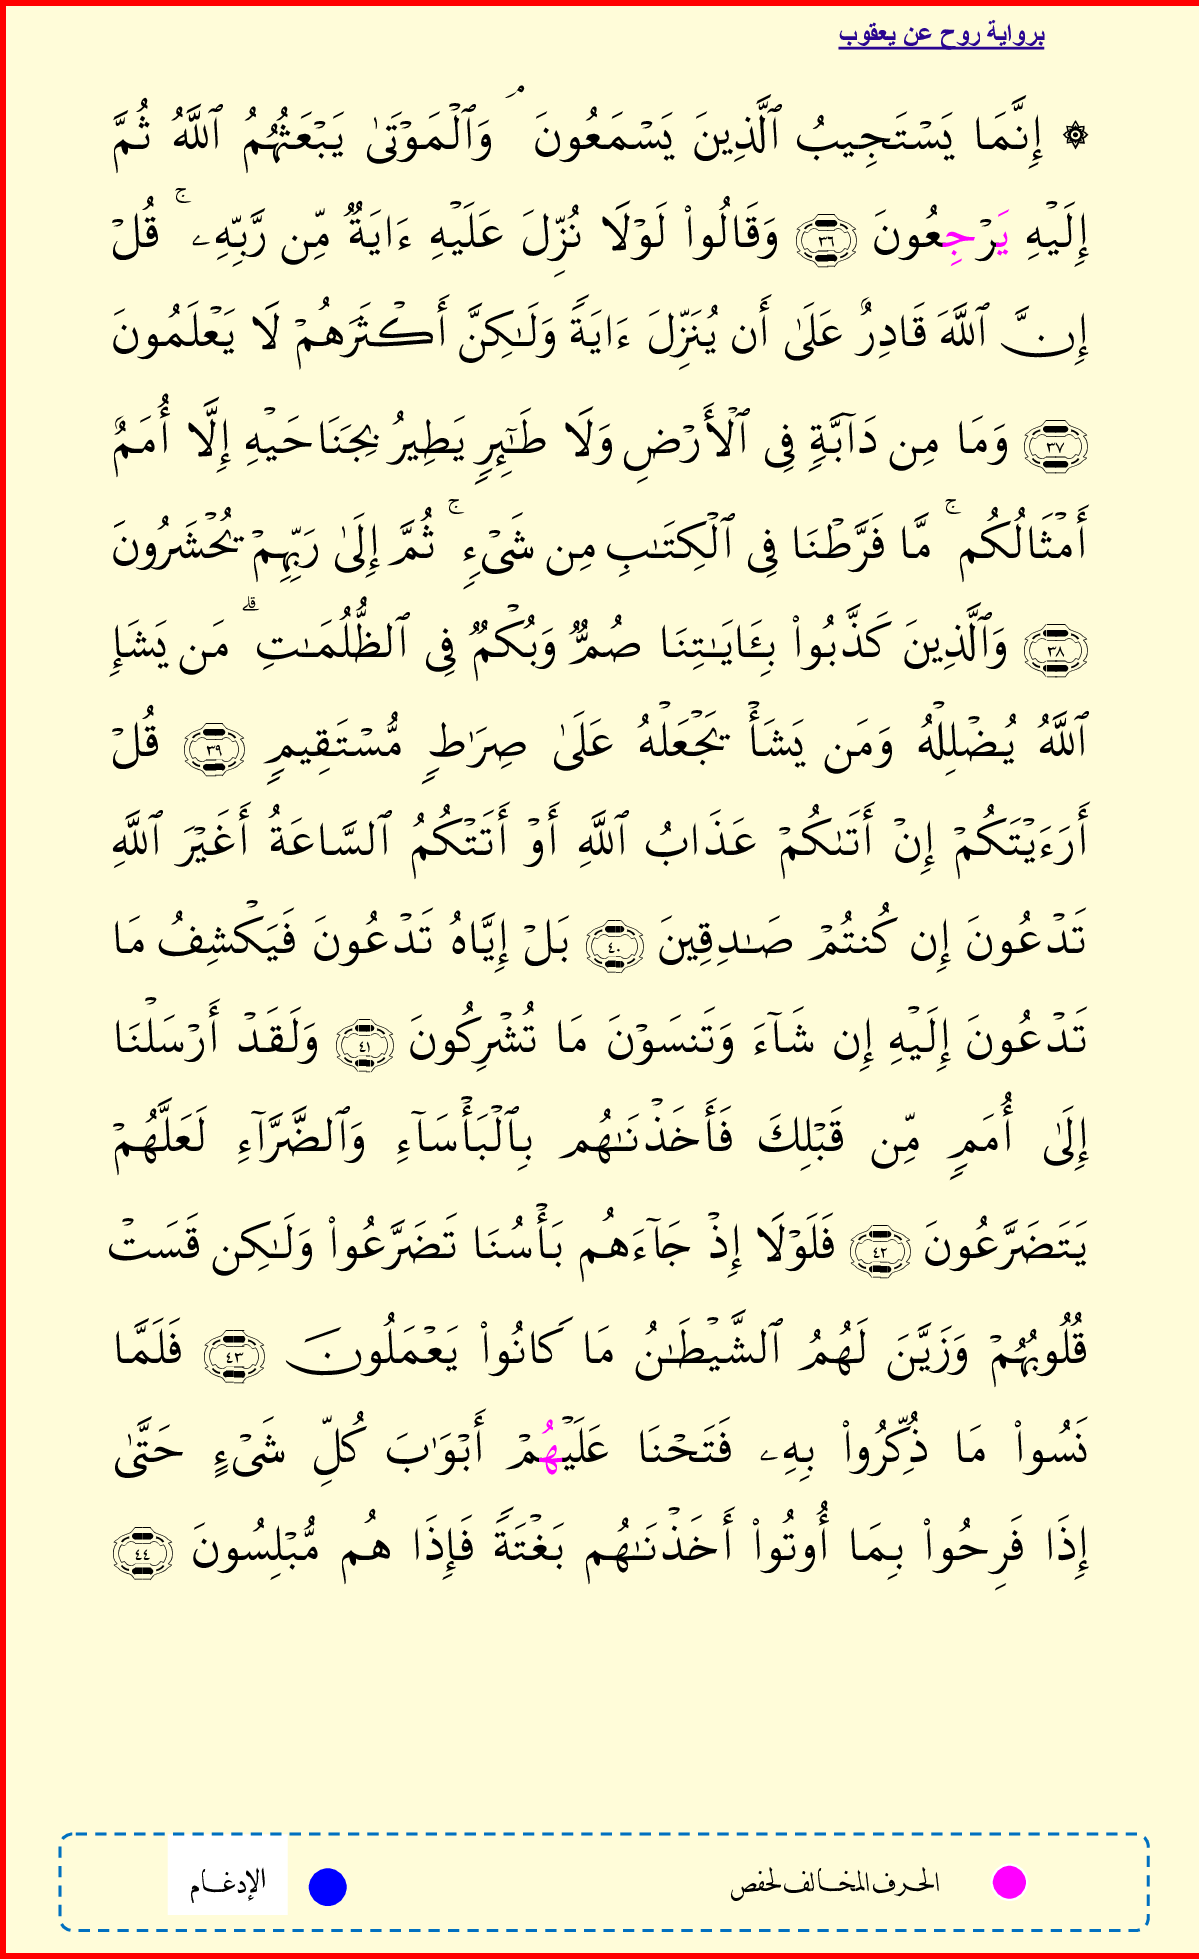 برواية روح عن يعقوب
۞ إِنَّمَا يَسۡتَجِيبُ ٱلَّذِينَ يَسۡمَعُونَۘ وَٱلۡمَوۡتَىٰ يَبۡعَثُهُمُ ٱللَّهُ ثُمَّ
إِلَيۡهِ يَرۡجِعُونَ ٣٦ وَقَالُواْ لَوۡلَا نُزِّلَ عَلَيۡهِ ءَايَةٞ مِّن رَّبِّهِۦۚ قُلۡ
إِنَّ ٱللَّهَ قَادِرٌ عَلَىٰ أَن يُنَزِّلَ ءَايَةٗ وَلَٰكِنَّ أَكۡثَرَهُمۡ لَا يَعۡلَمُونَ
٣٧ وَمَا مِن دَآبَّةٖ فِي ٱلۡأَرۡضِ وَلَا طَٰٓئِرٖ يَطِيرُ بِجَنَاحَيۡهِ إِلَّآ أُمَمٌ
أَمۡثَالُكُمۚ مَّا فَرَّطۡنَا فِي ٱلۡكِتَٰبِ مِن شَيۡءٖۚ ثُمَّ إِلَىٰ رَبِّهِمۡ يُحۡشَرُونَ
٣٨ وَٱلَّذِينَ كَذَّبُواْ بِـَٔايَٰتِنَا صُمّٞ وَبُكۡمٞ فِي ٱلظُّلُمَٰتِۗ مَن يَشَإِ
ٱللَّهُ يُضۡلِلۡهُ وَمَن يَشَأۡ يَجۡعَلۡهُ عَلَىٰ صِرَٰطٖ مُّسۡتَقِيمٖ ٣٩ قُلۡ
أَرَءَيۡتَكُمۡ إِنۡ أَتَىٰكُمۡ عَذَابُ ٱللَّهِ أَوۡ أَتَتۡكُمُ ٱلسَّاعَةُ أَغَيۡرَ ٱللَّهِ
تَدۡعُونَ إِن كُنتُمۡ صَٰدِقِينَ ٤٠ بَلۡ إِيَّاهُ تَدۡعُونَ فَيَكۡشِفُ مَا
تَدۡعُونَ إِلَيۡهِ إِن شَآءَ وَتَنسَوۡنَ مَا تُشۡرِكُونَ ٤١ وَلَقَدۡ أَرۡسَلۡنَا
إِلَىٰ أُمَمٖ مِّن قَبۡلِكَ فَأَخَذۡنَٰهُم بِٱلۡبَأۡسَآءِ وَٱلضَّرَّآءِ لَعَلَّهُمۡ
يَتَضَرَّعُونَ ٤٢ فَلَوۡلَا إِذۡ جَآءَهُم بَأۡسُنَا تَضَرَّعُواْ وَلَٰكِن قَسَتۡ
قُلُوبُهُمۡ وَزَيَّنَ لَهُمُ ٱلشَّيۡطَٰنُ مَا كَانُواْ يَعۡمَلُونَ ٤٣ فَلَمَّا
نَسُواْ مَا ذُكِّرُواْ بِهِۦ فَتَحۡنَا عَلَيۡهُمۡ أَبۡوَٰبَ كُلِّ شَيۡءٍ حَتَّىٰ
إِذَا فَرِحُواْ بِمَا أُوتُواْ أَخَذۡنَٰهُم بَغۡتَةٗ فَإِذَا هُم مُّبۡلِسُونَ ٤٤
الحرف المخالف لحفص
الإدغام